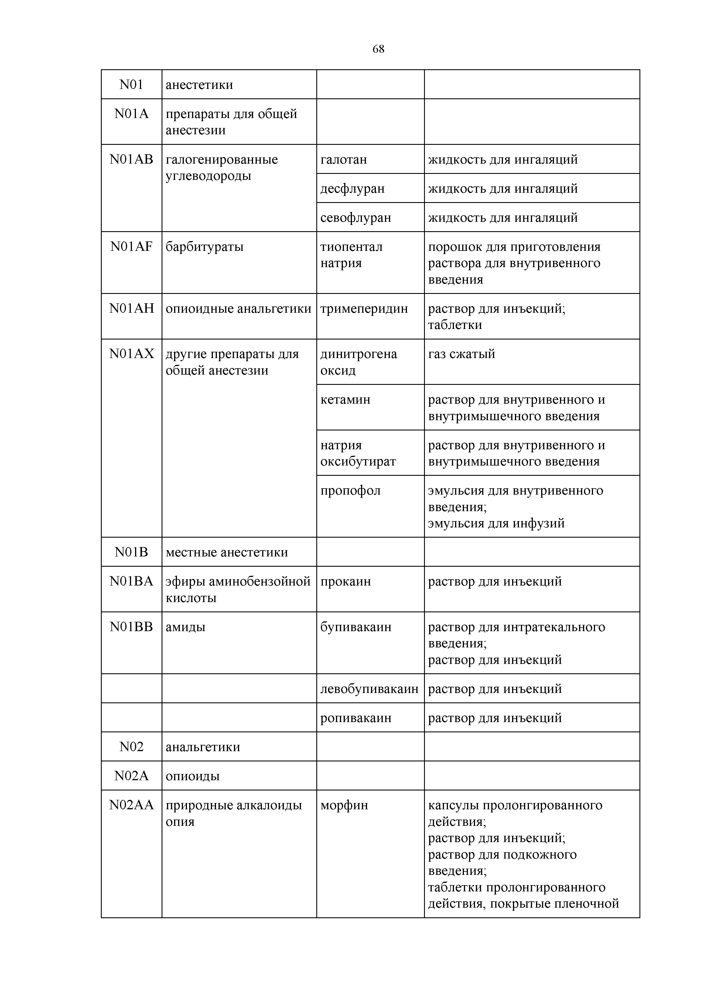 68
N01 анестетики
N01A препараты для общей
анестезии
N01AB галогенированные галотан жидкость для ингаляций
углеводороды
десфлуран жидкость для ингаляций
севофлуран жидкость для ингаляций
N01AF барбитураты тиопентал порошок для приготовления
натрия раствора для внутривенного
введения
N01AH опиоидные анальгетики тримеперидин раствор для инъекций;
таблетки
N01AX другие препараты для динитрогена газ сжатый
общей анестезии оксид
кетамин раствор для внутривенного и
внутримышечного введения
натрия раствор для внутривенного и
оксибутират внутримышечного введения
пропофол эмульсия для внутривенного
введения;
эмульсия для инфузий
N01B местные анестетики
N01BA эфиры аминобензойной прокаин раствор для инъекций
кислоты
N01BB амиды бупивакаин раствор для интратекального
введения;
раствор для инъекций
левобупивакаин раствор для инъекций
ропивакаин раствор для инъекций
N02 анальгетики
N02A опиоиды
N02AA природные алкалоиды морфин капсулы пролонгированного
опия действия;
раствор для инъекций;
раствор для подкожного
введения;
таблетки пролонгированного
действия, покрытые пленочной